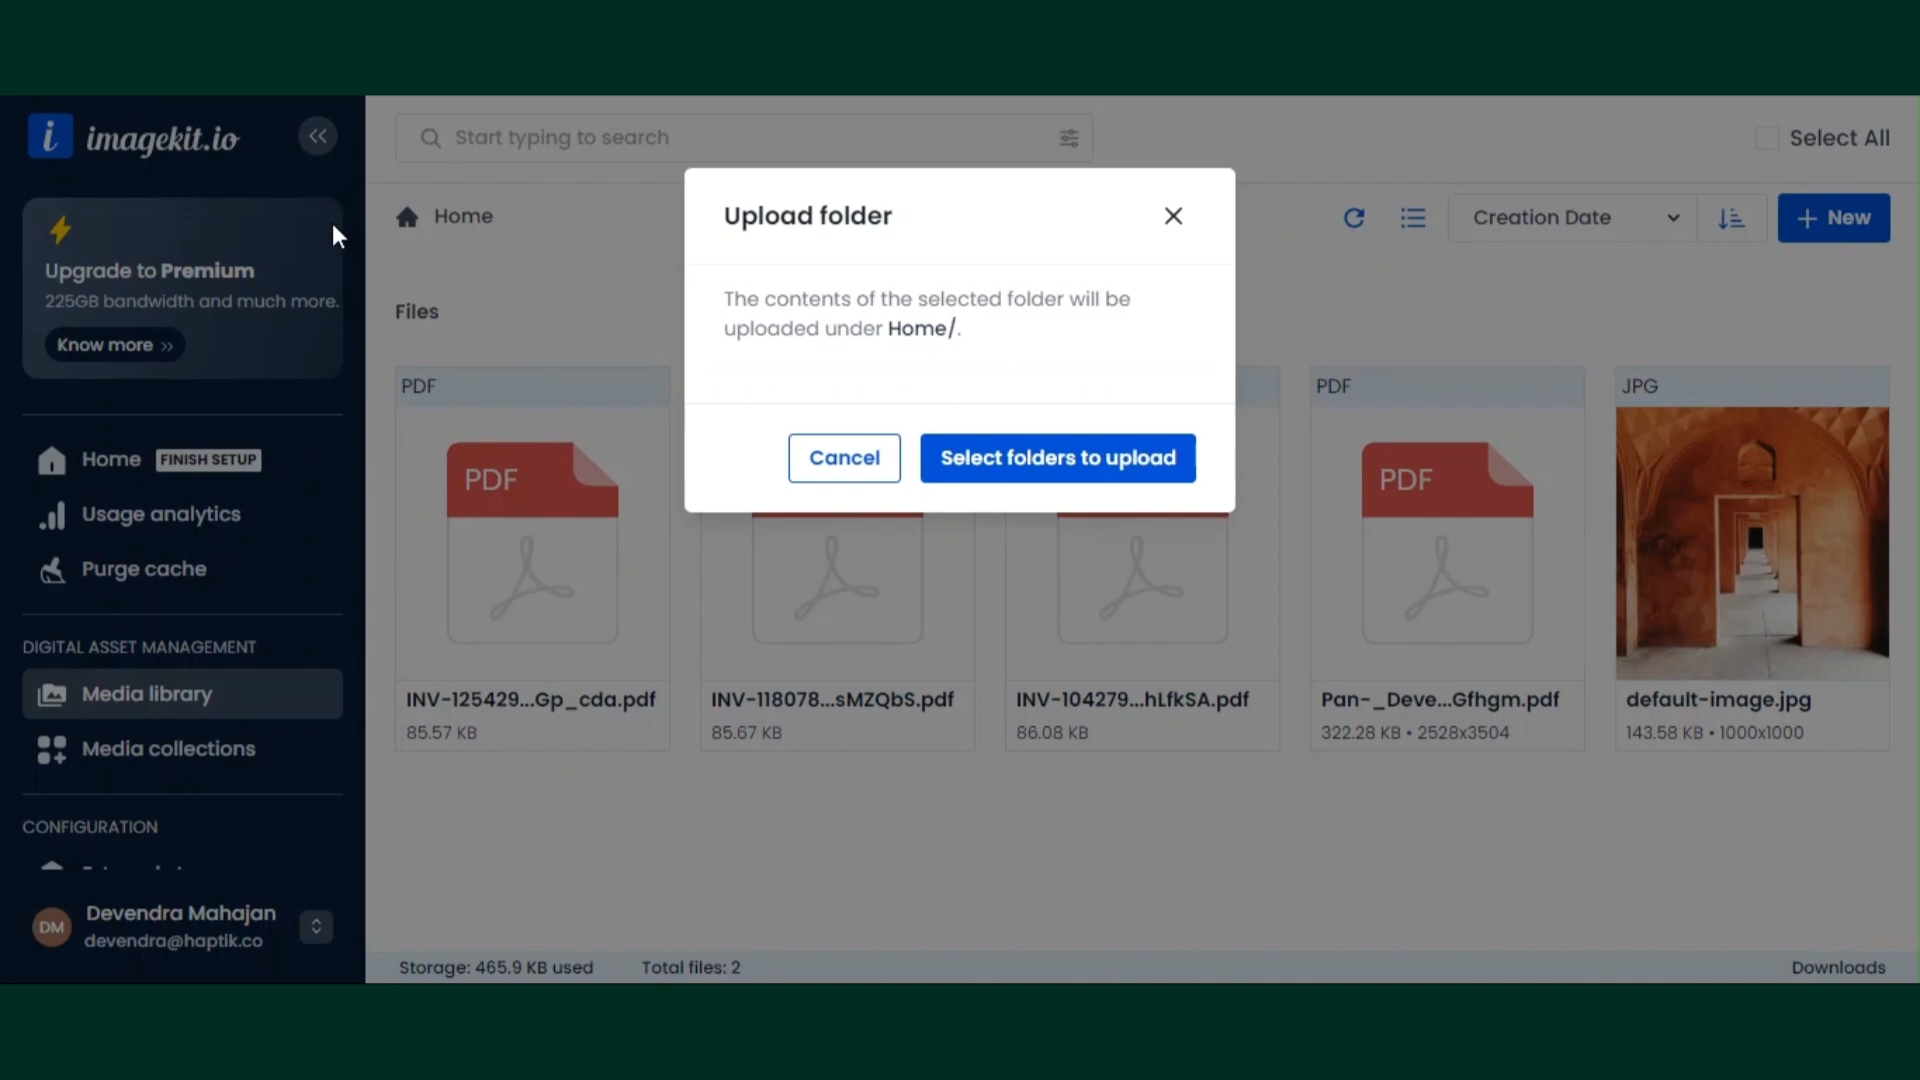 i imagekit.io
Upgrade to Premium
225GB bandwidth and much more.
Know more »
Home FINISH SETUP
Usage analytics
Purge cache
DIGITAL ASSET MANAGEMENT
Media library
Media collections
CONFIGURATION
DM Devendra Mahajan
devendra@haptik.co
Start typing to search
Select All
Home
Creation Date
+ New
Files
Upload folder
The contents of the selected folder will be
uploaded under Home/.
Cancel
Select folders to upload
PDF
PDF
INV-125429...Gp_cda.pdf
85.57 KB
INV-118078...sMZQbS.pdf
85.67 KB
INV-104279...hLfkSA.pdf
86.08 KB
PDF
PDF
Pan-_Deve...Gfhgm.pdf
322.28 KB • 2528x3504
JPG
default-image.jpg
143.58 KB • 1000x1000
Storage: 465.9 KB used
Total files: 2
Downloads